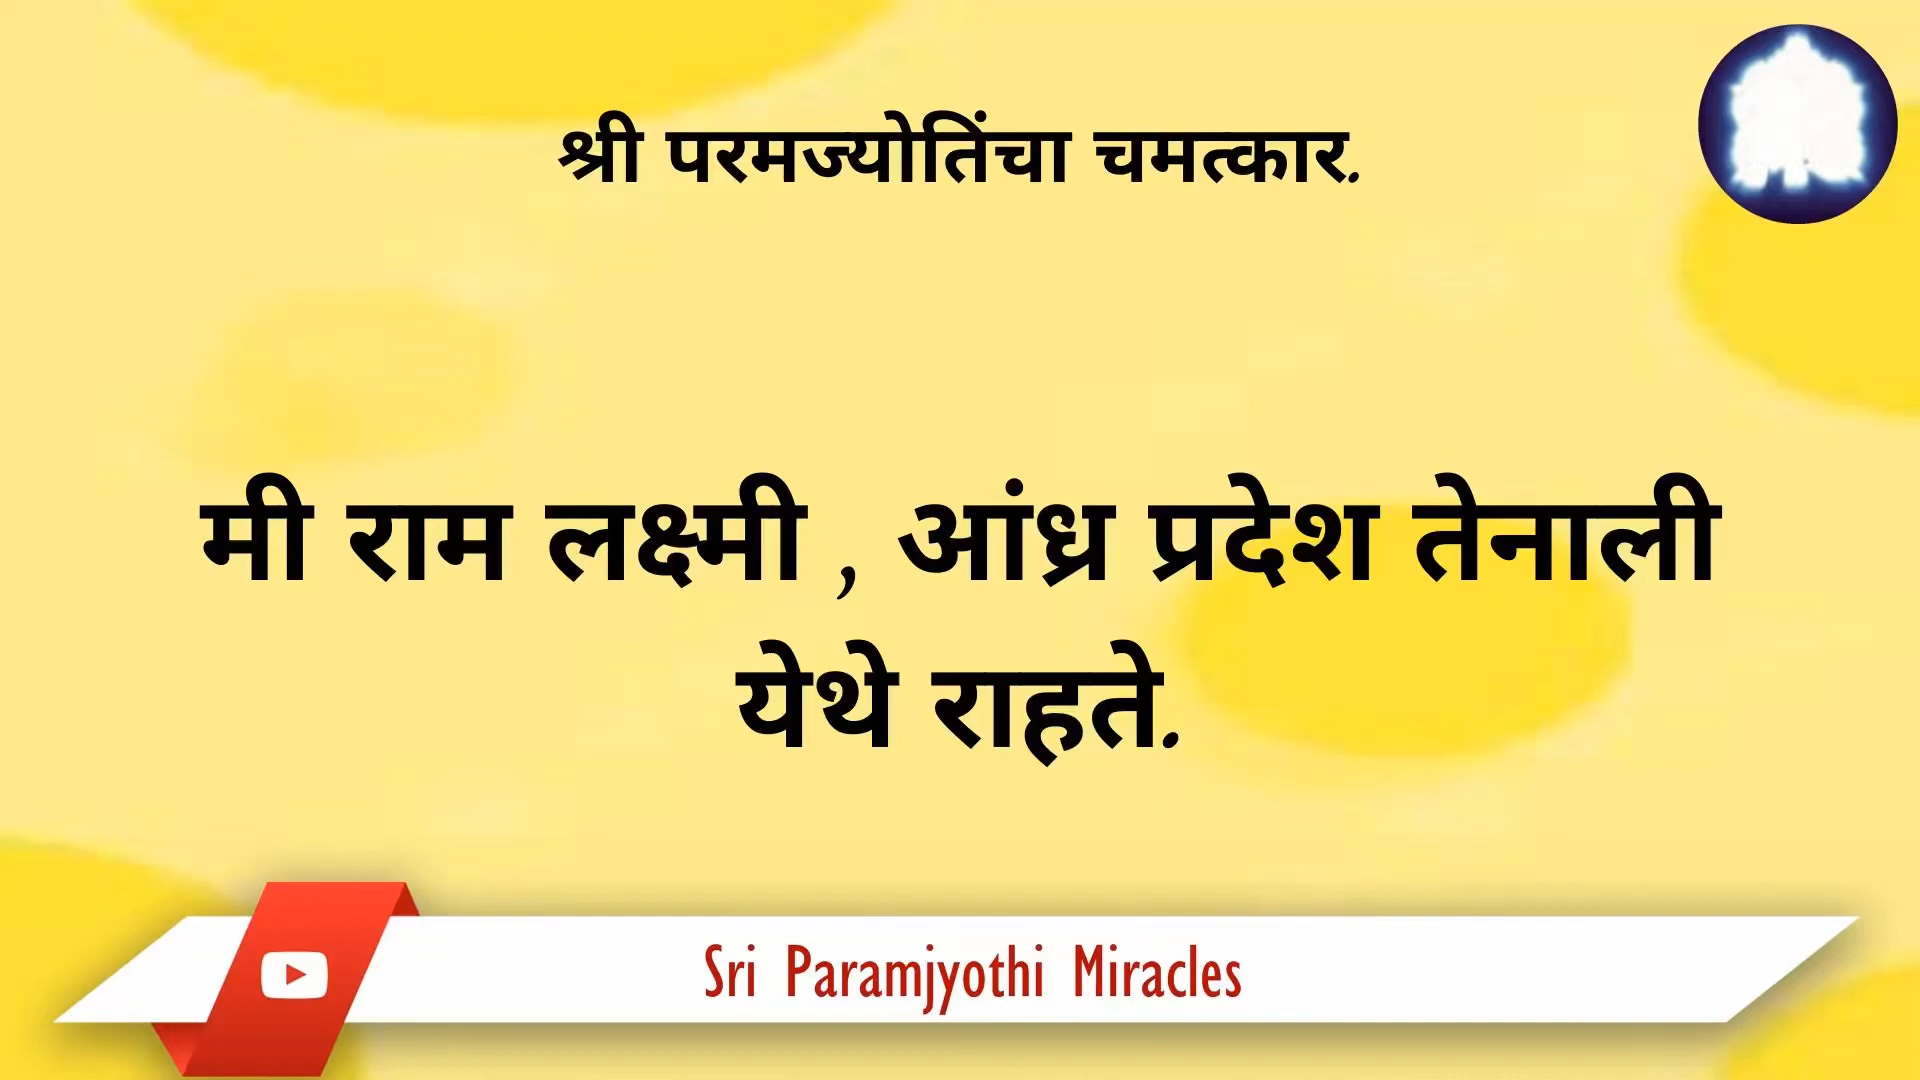 श्री परमज्योतिंचा चमत्कार.
मी राम लक्ष्मी , आंध्र प्रदेश तेनाली
येथे राहते.
Sri Paramjyothi Miracles